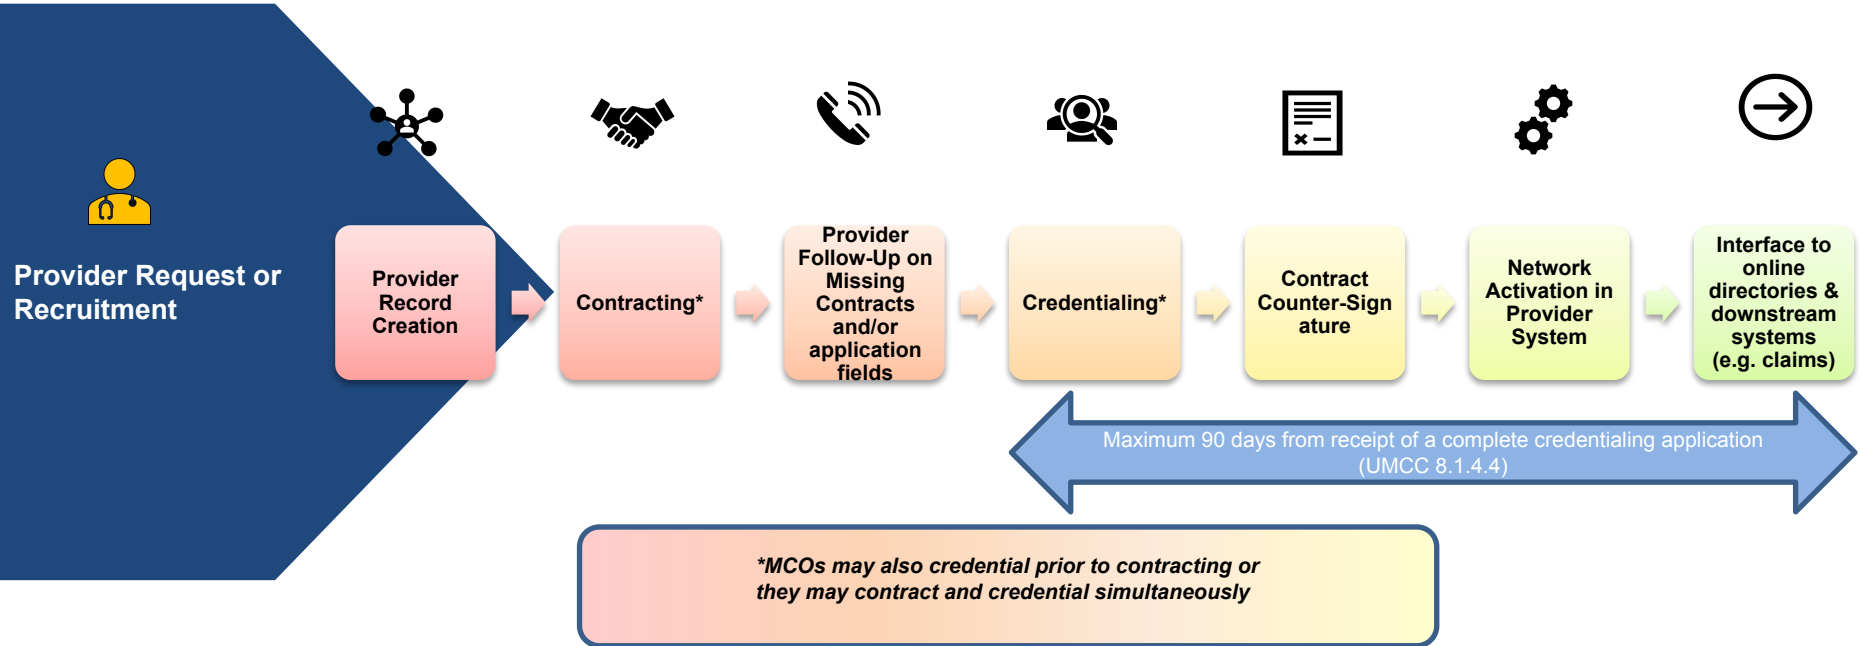 Provider Request or
Recruitment
Provider
Record
Creation
Contracting*
Provider
Follow-Up on
Missing
Contracts
and/or
application
fields
Credentialing*
Contract
Counter-Sign
ature
Network
Activation in
Provider
System
Interface to
online
directories &
downstream
systems
(e.g. claims)
Maximum 90 days from receipt of a complete credentialing application
(UMCC 8.1.4.4)
*MCOs may also credential prior to contracting or
they may contract and credential simultaneously